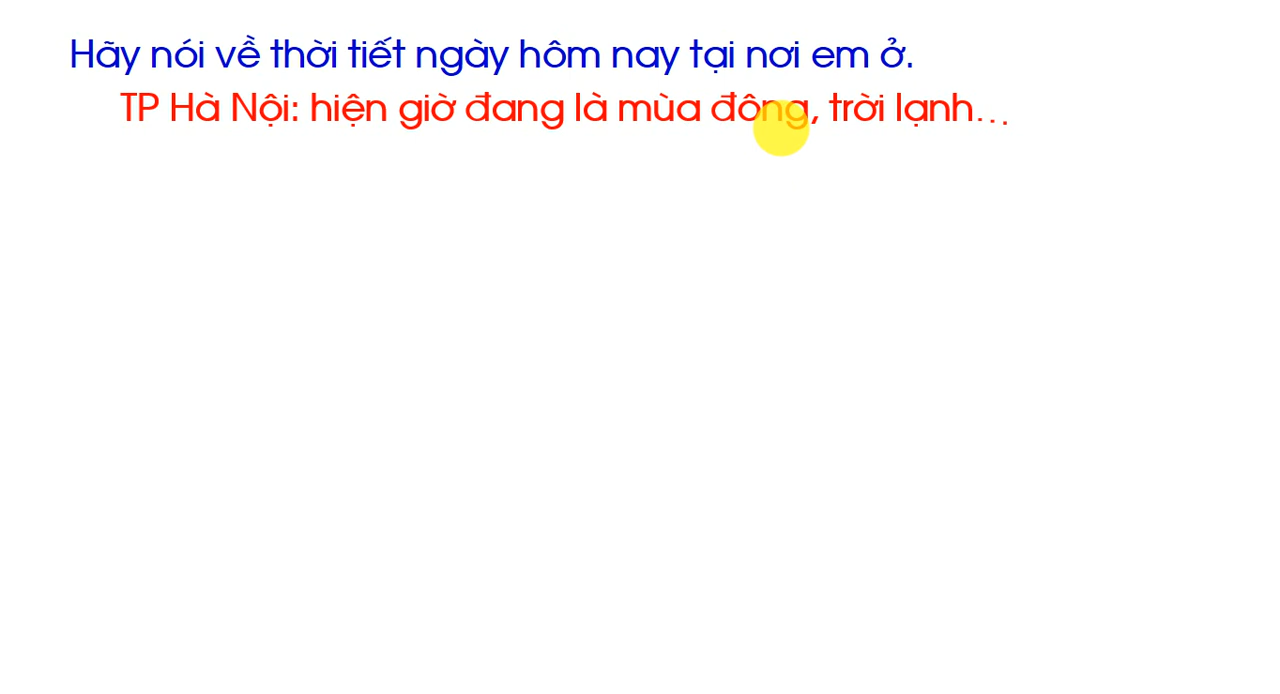 Hãy nói về thời tiết ngày hôm nay tại nơi em ở.
TP Hà Nội: hiện giờ đang là mùa đông, trời lạnh...